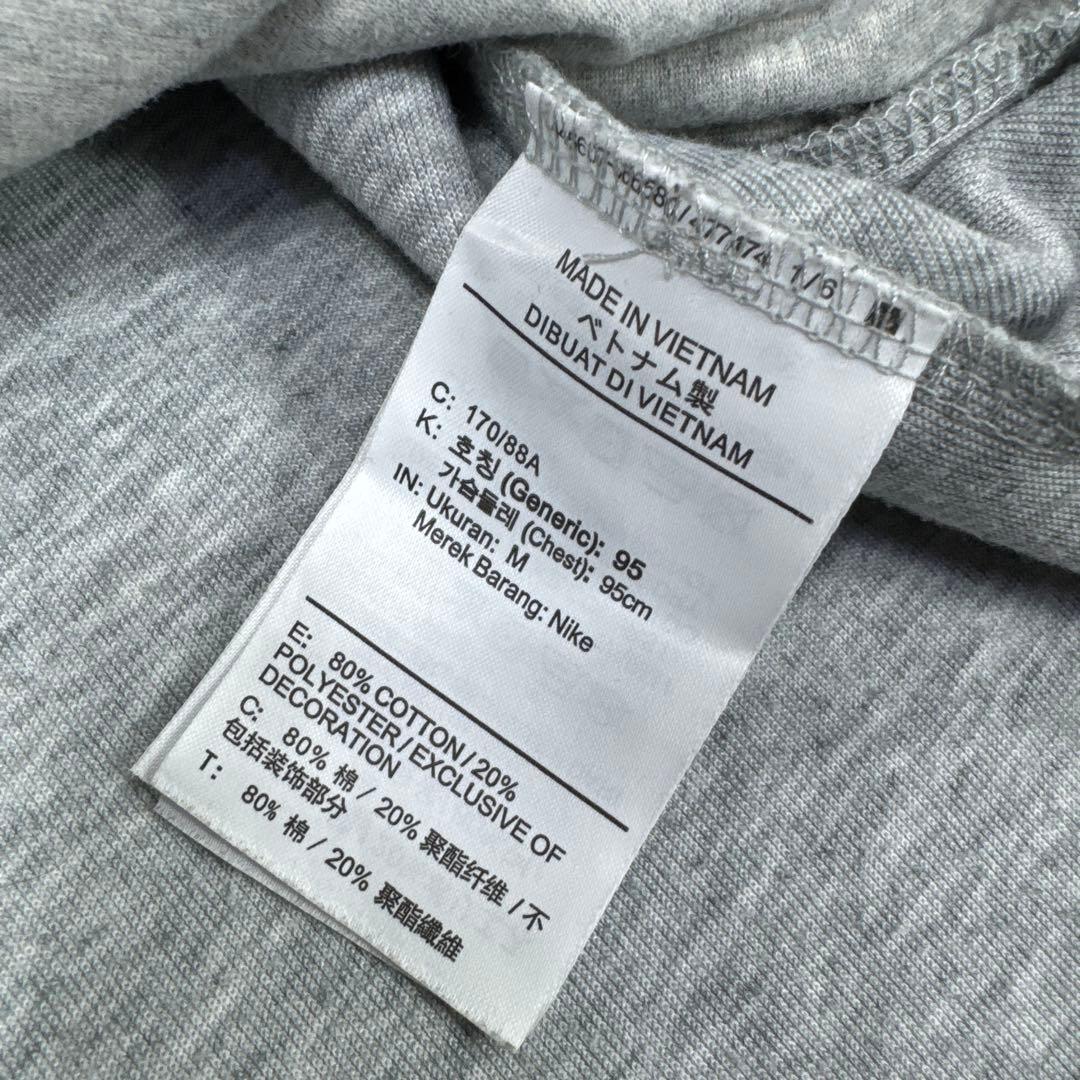 1/6
MADE IN VIETNAM
ベトナム製
DIBUAT DI VIETNAM
C: 170/88A
K: 호칭 (Generic): 95
가슴둘레 (Chest): 95cm
IN: Ukuran: M
Merek Barang: Nike
E: 80% COTTON / 20%
POLYESTER / EXCLUSIVE OF
DECORATION
C: 80% 棉 / 20% 聚酯纤维 / 不
包括装饰部分
T: 80% 棉 / 20% 聚酯纖維